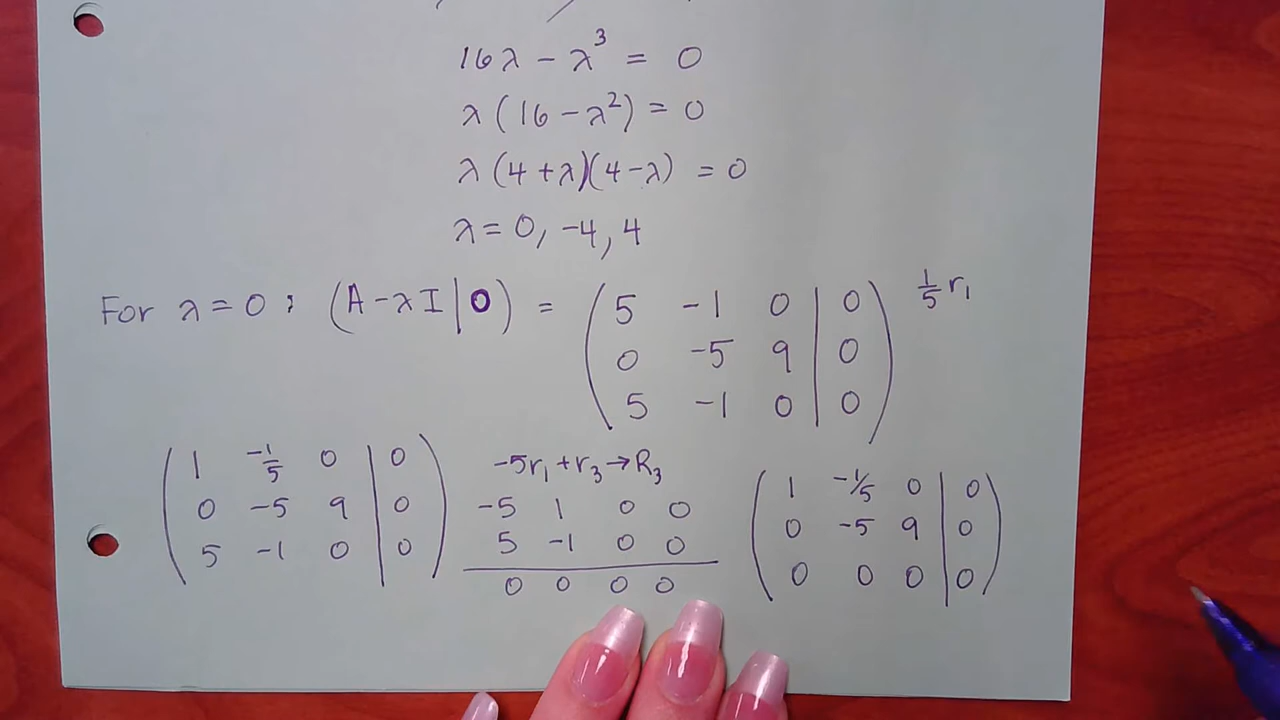 16λ - λ³ = 0
λ(16 - λ²) = 0
λ(4 + λ)(4 - λ) = 0
λ = 0, -4, 4
For λ = 0 : (A - λI | 0) = ( 5 -1 0 | 0 ) 1/5 r₁
( 0 -5 9 | 0 )
( 5 -1 0 | 0 )
( 1 -1/5 0 | 0 )
( 0 -5 9 | 0 )
( 5 -1 0 | 0 )
-5r₁ + r₃ → R₃
-5 1 0 0
5 -1 0 0
0 0 0 0
( 1 -1/5 0 | 0 )
( 0 -5 9 | 0 )
( 0 0 0 | 0 )